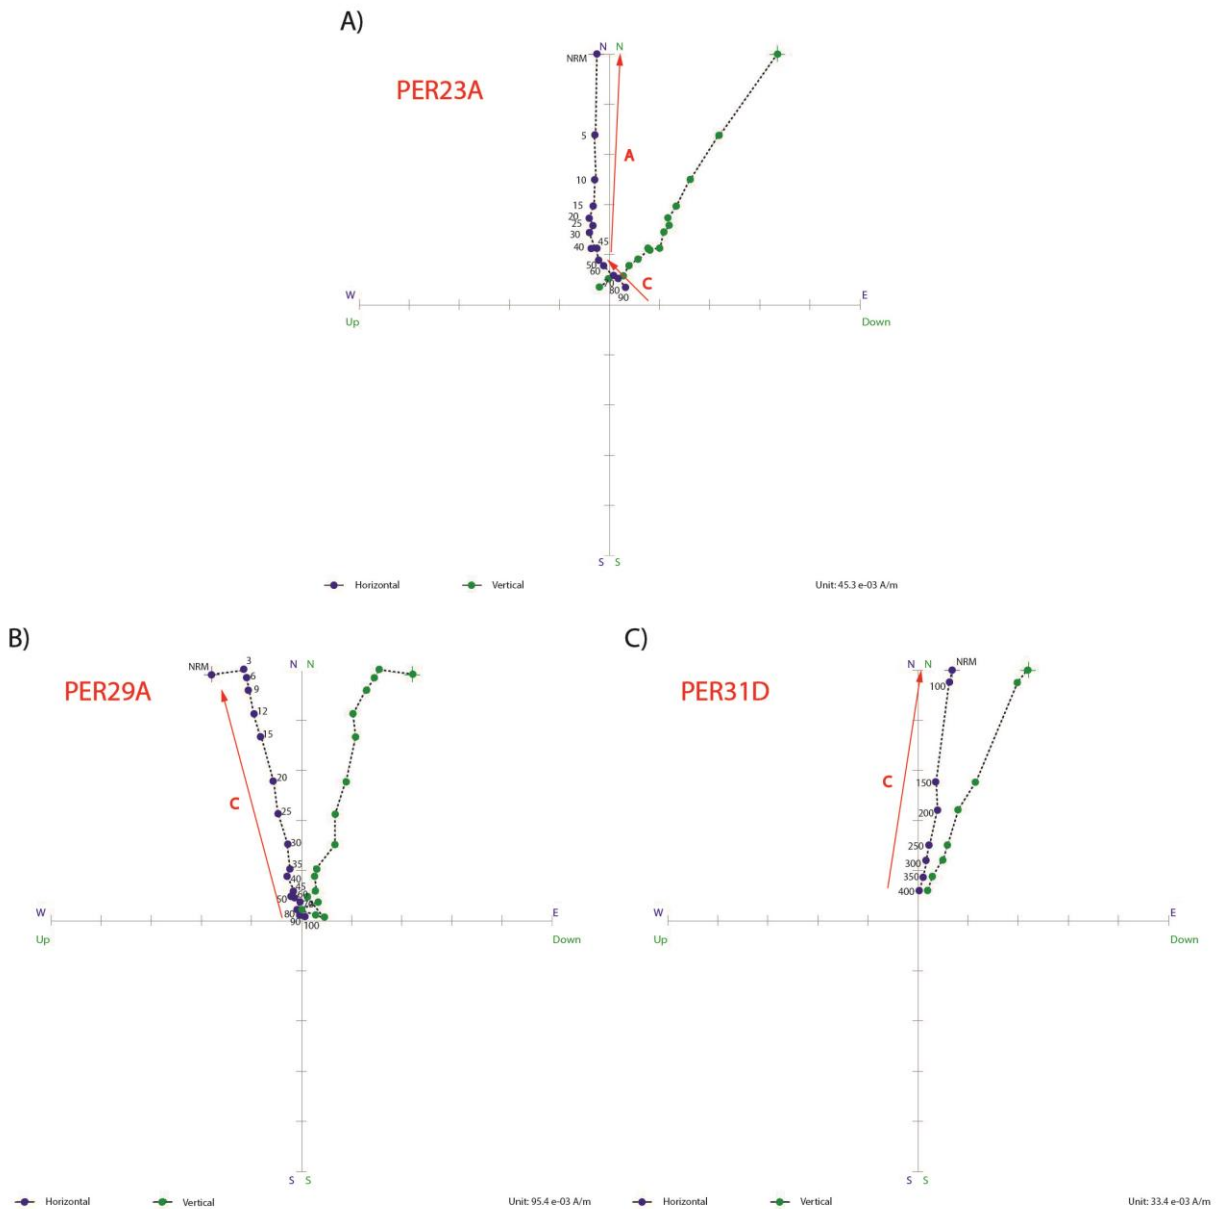 A)
N N
NRM
PER23A
5
A
10
15
20
25
30
45
40
50
60
C
80
90
W E
Up Down
S S
Horizontal Vertical Unit: 45.3 e-03 A/m
B) C)
NRM 3 N N
6
9
PER29A
12
15
20
C
25
30
35
40
45
50
80
90
100
W E
Up Down
S S
Horizontal Vertical Unit: 95.4 e-03 A/m
N N NRM
100
PER31D
150
C
200
250
300
350
400
W E
Up Down
S S
Horizontal Vertical Unit: 33.4 e-03 A/m